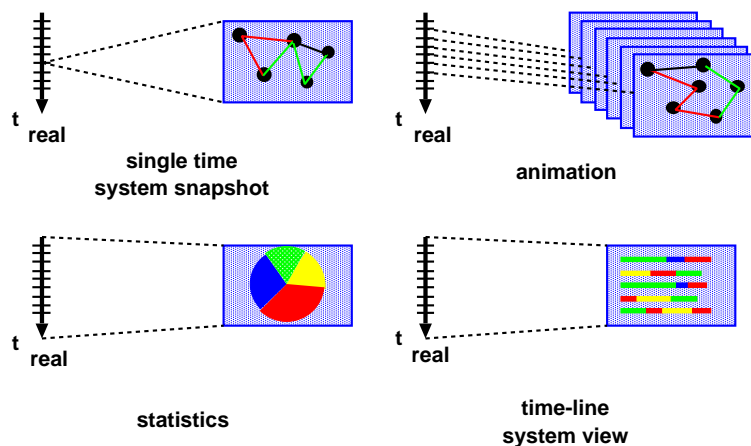 t
real
single time
system snapshot
t
real
animation
t
real
statistics
t
real
time-line
system view